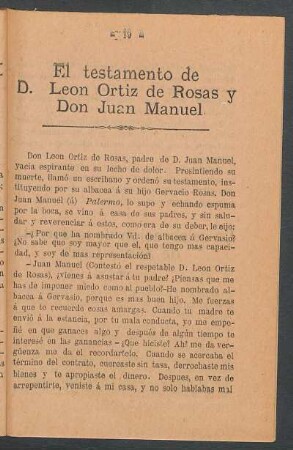 19
El testamento de
D. Leon Ortiz de Rosas y
Don Juan Manuel
Don Leon Ortiz de Rosas, padre de D. Juan Manuel,
yacia espirante en su lecho de dolor. Presintiendo su
muerte, llamó un escribano y ordenó su testamento, ins-
tituyendo por su albacea á su hijo Gervacio Rosas. Don
Juan Manuel (á) Palermo, lo supo y echando espuma
por la boca, se vino á casa de sus padres, y sin salu-
dar y reverenciar á estos, como era de su deber, le dijo:
—¡Por que ha nombrado Vd. de albacea á Gervasio?
¡No sabe que soy mayor que el, que tengo mas capaci-
dad, y soy de mas representación!
—Juan Manuel (Contestó el respetable D. Leon Ortiz
de Rosas), ¿vienes á asustar á tu padre? ¡Piensas que me
has de imponer miedo como al pueblo!—He nombrado al-
bacea á Gervasio, porque es mas buen hijo. Me fuerzas
á que te recuerde cozas amargas. Cuando tu madre te
envió á la estancia, por tu mala conducta, yo me empe-
ñé en que ganaces algo y después de algún tiempo te
interesé en las ganancias—¡Que hiciste! Ah! me da ver-
güenza me da el recordartelo. Cuando se acercaba el
término del contrato, enreaste sin tasa, derrochaste mis
bienes y te apropiaste el dinero. Despues, en vez de
arrepentirte, veniste á mi casa, y no solo hablabas mal